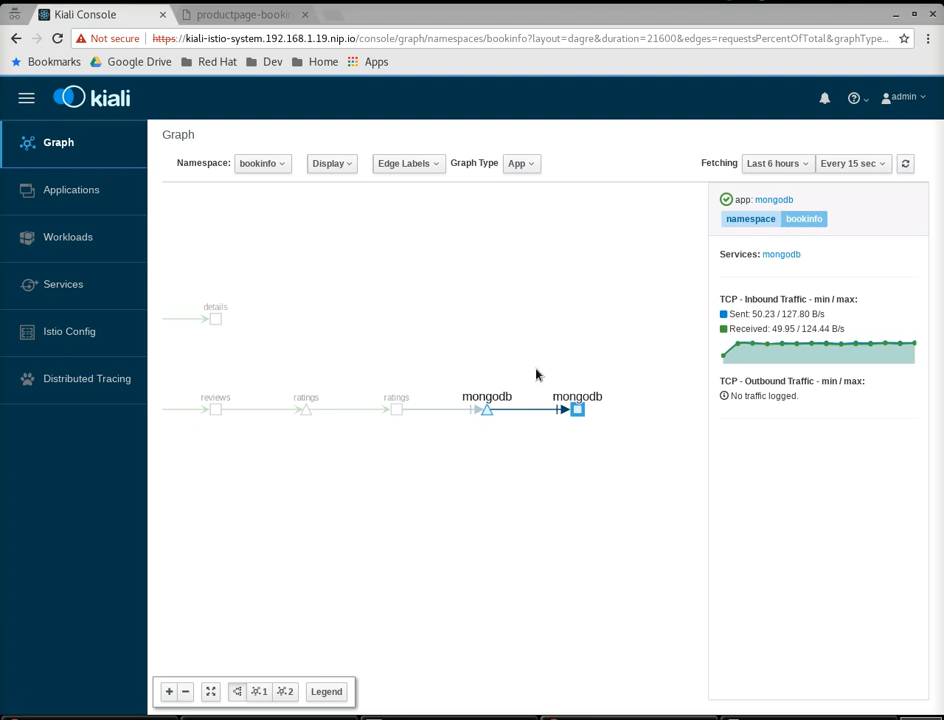 Kiali Console
productpage-bookin
Not secure
https://kiali-istio-system.192.168.1.19.nip.io/console/graph/namespaces/bookinfo?layout=dagre&duration=21600&edges=requestsPercentOfTotal&graphType...
Bookmarks Google Drive Red Hat Dev Home Apps
kiali
admin
Graph
Applications
Workloads
Services
Istio Config
Distributed Tracing
Graph
Namespace: bookinfo Display Edge Labels Graph Type App Fetching Last 6 hours Every 15 sec
details
reviews ratings ratings mongodb mongodb
app: mongodb
namespace bookinfo
Services: mongodb
TCP - Inbound Traffic - min / max:
Sent: 50.23 / 127.80 B/s
Received: 49.95 / 124.44 B/s
TCP - Outbound Traffic - min / max:
No traffic logged.
1 2 Legend